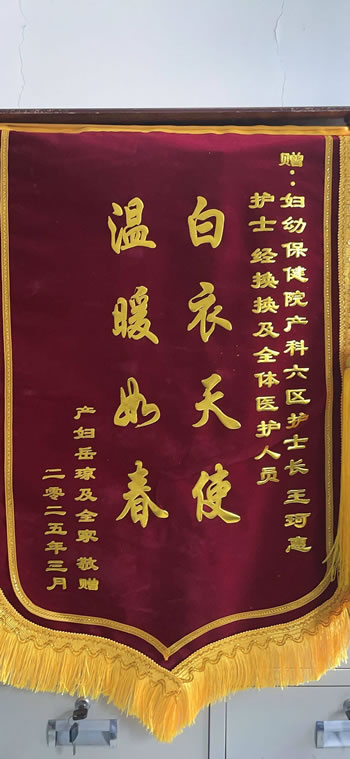 赠：妇幼保健院产科六区护士长 王珂惠
护士 经换换及全体医护人员
白衣天使
温暖如春
产妇岳琼及全家 敬赠
二零二五年三月